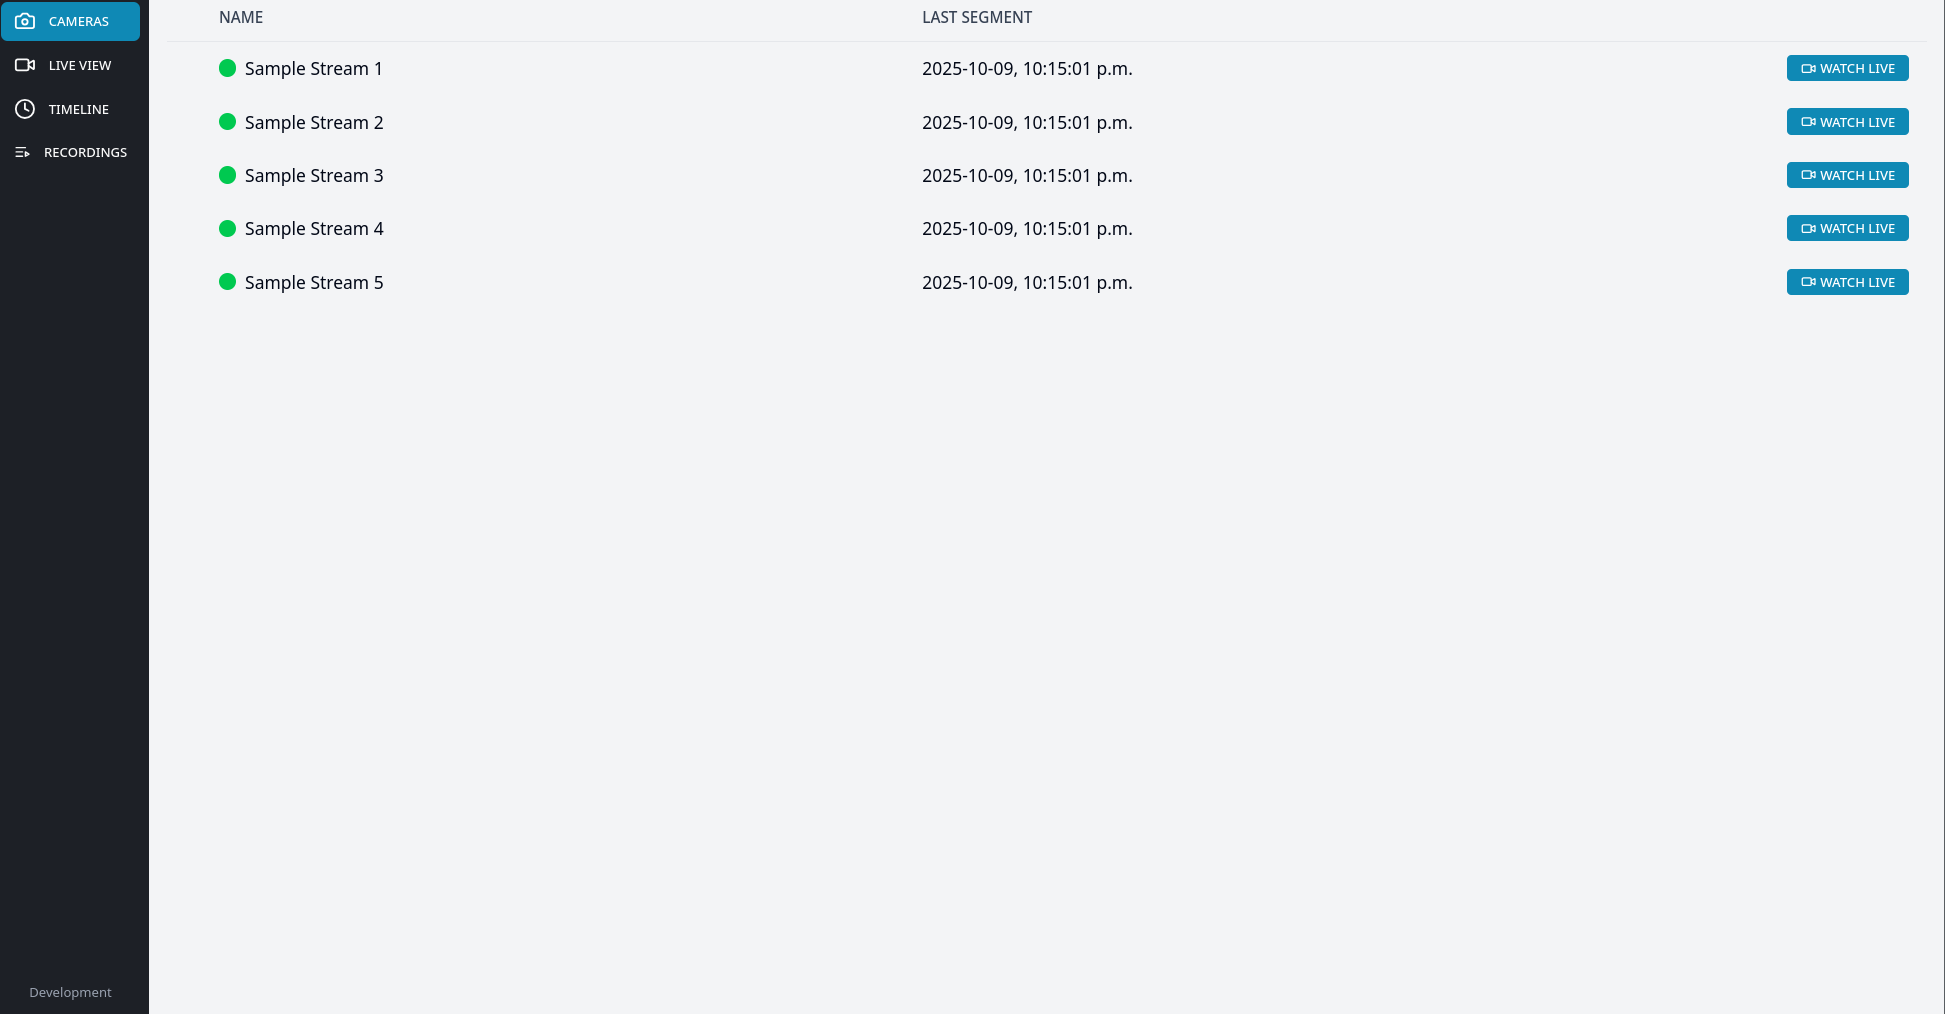 CAMERAS
LIVE VIEW
TIMELINE
RECORDINGS
Development
NAME LAST SEGMENT
Sample Stream 1 2025-10-09, 10:15:01 p.m. WATCH LIVE
Sample Stream 2 2025-10-09, 10:15:01 p.m. WATCH LIVE
Sample Stream 3 2025-10-09, 10:15:01 p.m. WATCH LIVE
Sample Stream 4 2025-10-09, 10:15:01 p.m. WATCH LIVE
Sample Stream 5 2025-10-09, 10:15:01 p.m. WATCH LIVE